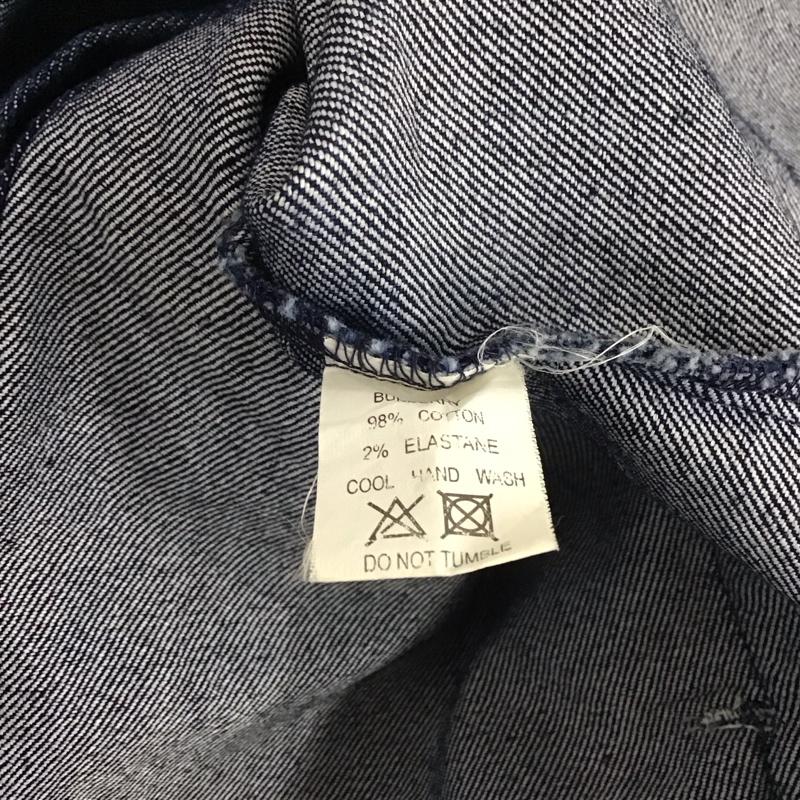 98% COTTON
2% ELASTANE
COOL HAND WASH
DO NOT TUMBLE